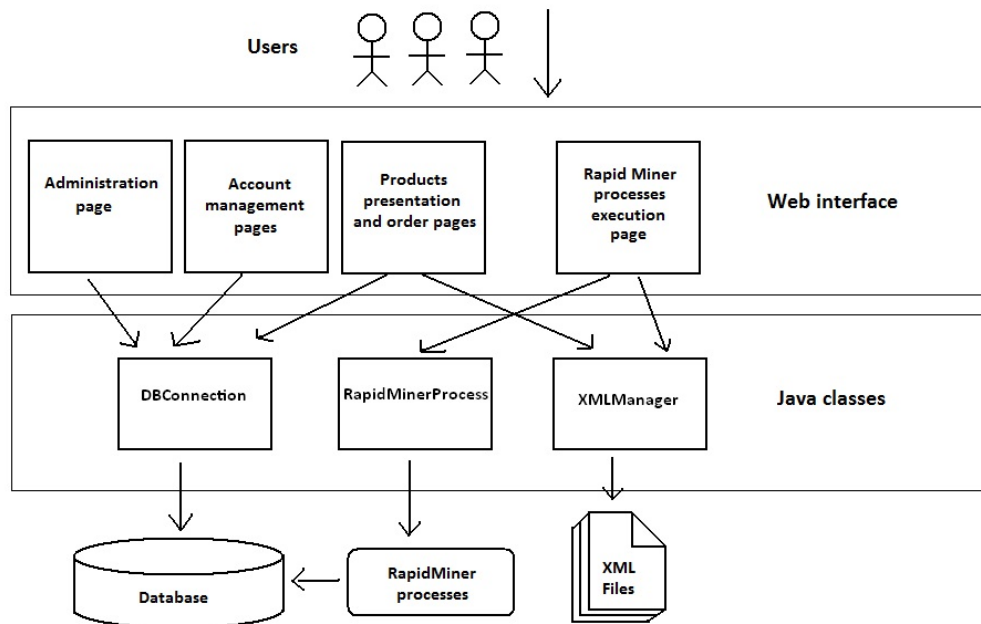 Users
Administration
page
Account
management
pages
Products
presentation
and order pages
Rapid Miner
processes
execution
page
Web interface
DBConnection
RapidMinerProcess
XMLManager
Java classes
Database
RapidMiner
processes
XML
Files